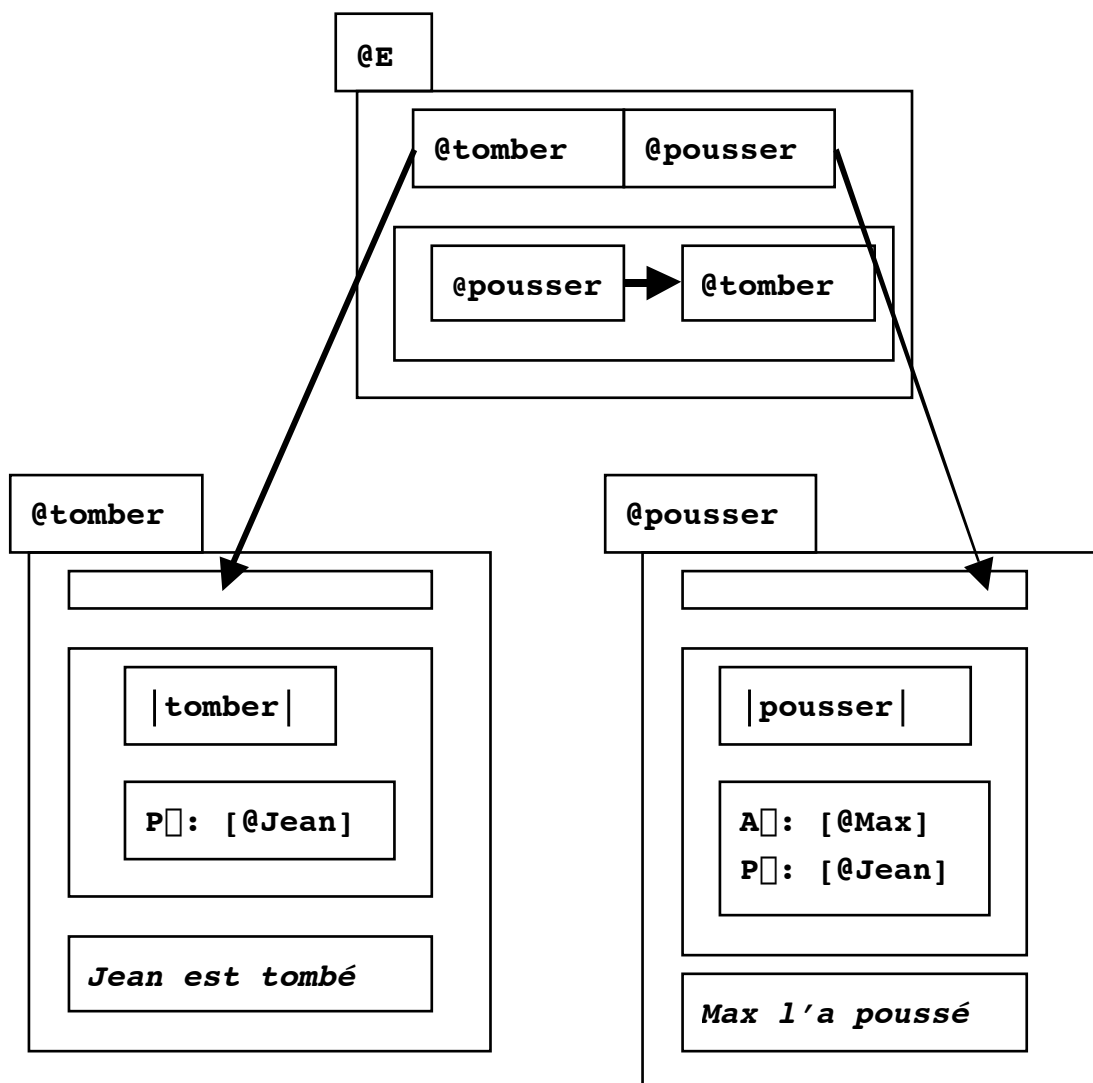 @E
@tomber @pousser
@pousser @tomber
@tomber
|tomber|
P□: [@Jean]
Jean est tombé
@pousser
|pousser|
A□: [@Max]
P□: [@Jean]
Max l’a poussé